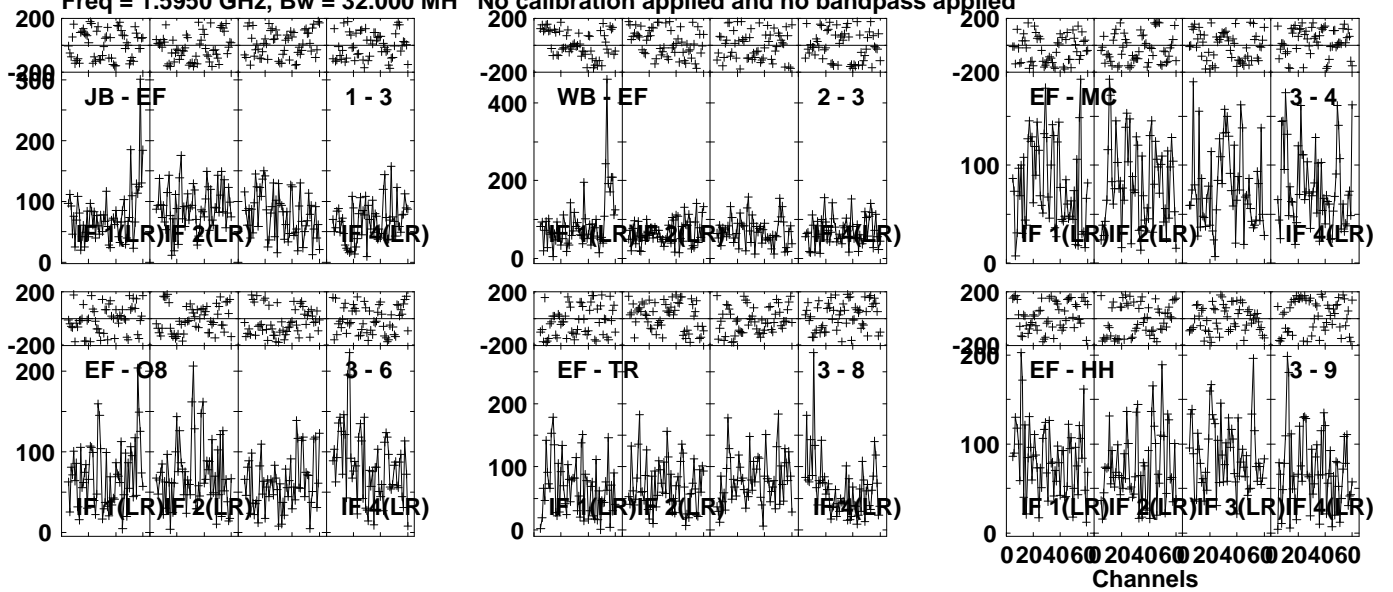 Freq = 1.5950 GHz, Bw = 32.000 MH No calibration applied and no bandpass applied
200
-200
300
200
100
0
JB - EF
1 - 3
IF 1(LR)
IF 2(LR)
IF 4(LR)
200
-200
400
200
0
WB - EF
2 - 3
IF 1(LR)
IF 2(LR)
IF 4(LR)
200
-200
100
0
EF - MC
3 - 4
IF 1(LR)
IF 2(LR)
IF 4(LR)
200
-200
200
100
0
EF - O8
3 - 6
IF 1(LR)
IF 2(LR)
IF 4(LR)
200
-200
200
100
0
EF - TR
3 - 8
IF 1(LR)
IF 2(LR)
IF 4(LR)
200
-200
200
100
0
EF - HH
3 - 9
IF 1(LR)
IF 2(LR)
IF 3(LR)
IF 4(LR)
0 20 40 60 0 20 40 60 0 20 40 60 0 20 40 60
Channels